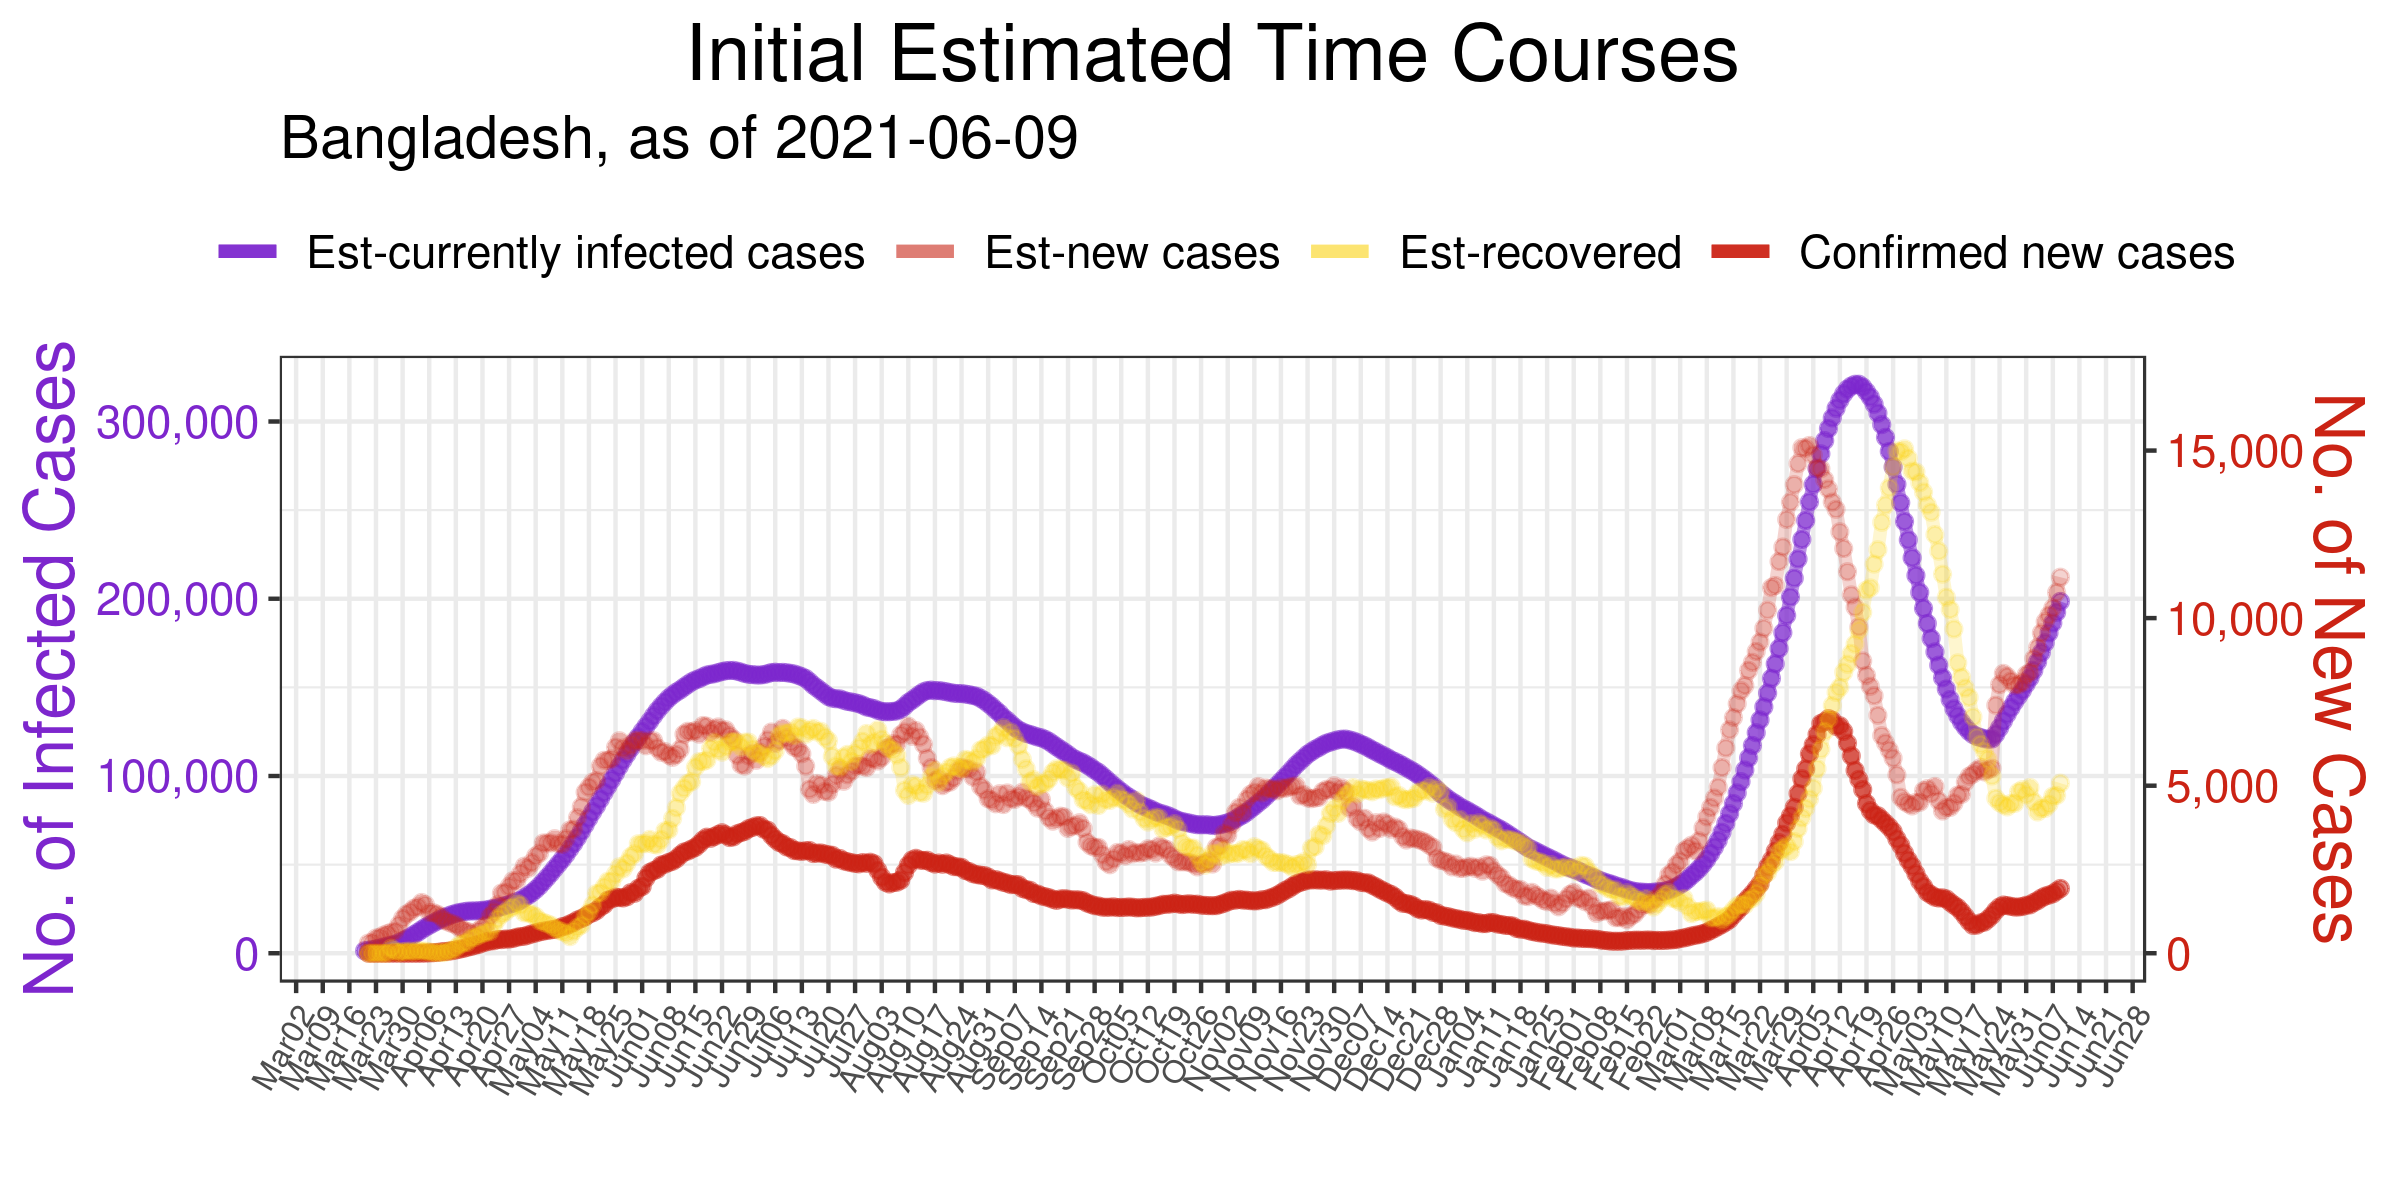 Initial Estimated Time Courses
Bangladesh, as of 2021-06-09
Est-currently infected cases Est-new cases Est-recovered Confirmed new cases
No. of Infected Cases
300,000
200,000
100,000
0
No. of New Cases
15,000
10,000
5,000
0
Mar02 Mar09 Mar16 Mar23 Mar30 Apr06 Apr13 Apr20 Apr27 May04 May11 May18 May25 Jun01 Jun08 Jun15 Jun22 Jun29 Jul06 Jul13 Jul20 Jul27 Aug03 Aug10 Aug17 Aug24 Aug31 Sep07 Sep14 Sep21 Sep28 Oct05 Oct12 Oct19 Oct26 Nov02 Nov09 Nov16 Nov23 Nov30 Dec07 Dec14 Dec21 Dec28 Jan04 Jan11 Jan18 Jan25 Feb01 Feb08 Feb15 Feb22 Mar01 Mar08 Mar15 Mar22 Mar29 Apr05 Apr12 Apr19 Apr26 May03 May10 May17 May24 May31 Jun07 Jun14 Jun21 Jun28